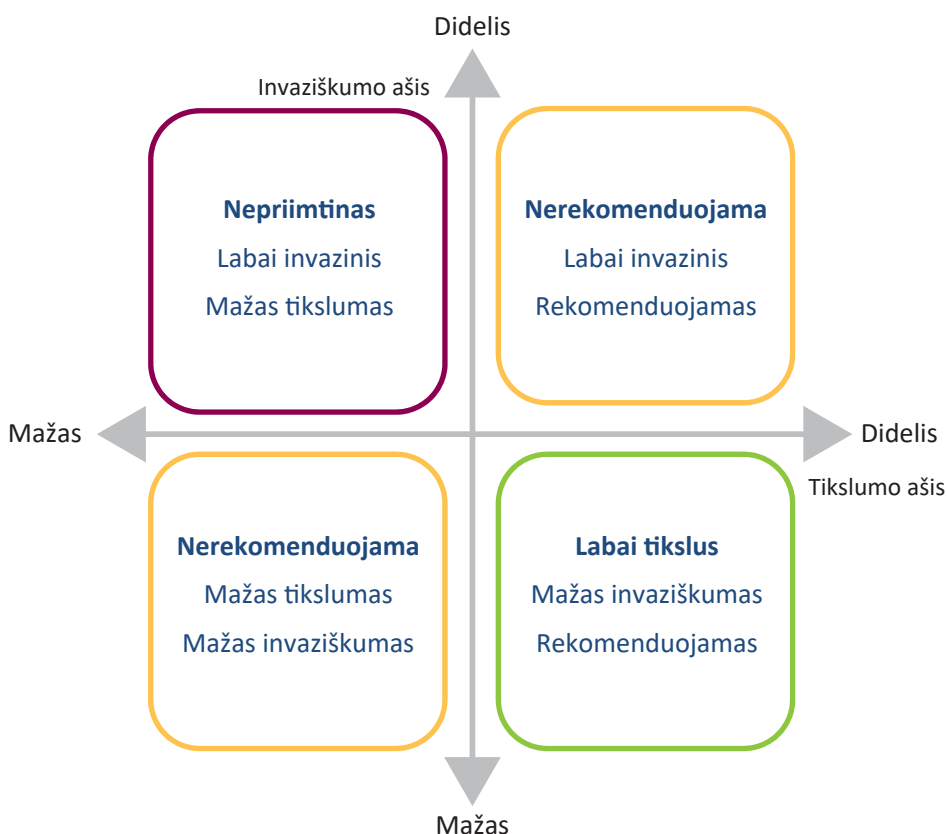 Didelis
Invaziškumo ašis
Nepriimtinas
Labai invazinis
Mažas tikslumas
Nerekomenduojama
Labai invazinis
Rekomenduojamas
Mažas
Didelis
Tikslumo ašis
Nerekomenduojama
Mažas tikslumas
Mažas invaziškumas
Labai tikslus
Mažas invaziškumas
Rekomenduojamas
Mažas